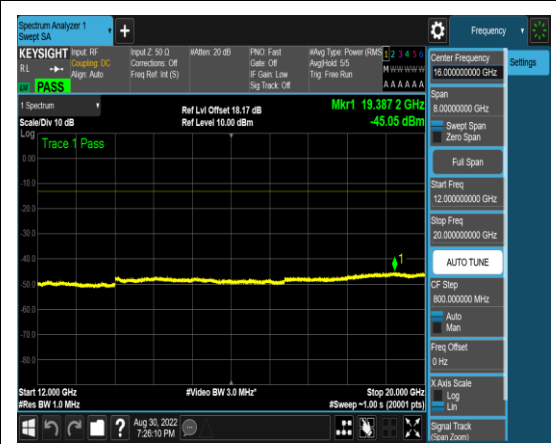 Spectrum Analyzer 1
Swept SA
+
Frequency
KEYSIGHT
Input: RF
Input Z: 50 Ω
#Atten: 20 dB
PNO: Fast
#Avg Type: Power (RMS
1 2 3 4 5 6
RL
Coupling: DC
Corrections: Off
Gate: Off
Avg|Hold: 5/5
M W W W W W
Align: Auto
Freq Ref: Int (S)
IF Gain: Low
Trig: Free Run
Sig Track: Off
A A A A A A
PASS
Center Frequency
16.000000000 GHz
Settings
Span
8.00000000 GHz
Swept Span
Zero Span
Full Span
Start Freq
12.000000000 GHz
Stop Freq
20.000000000 GHz
AUTO TUNE
CF Step
800.000000 MHz
Auto
Man
Freq Offset
0 Hz
X Axis Scale
Log
Lin
Signal Track
(Span Zoom)
1 Spectrum
Scale/Div 10 dB
Ref Lvl Offset 18.17 dB
Ref Level 10.00 dBm
Mkr1 19.387 2 GHz
-45.05 dBm
Log
Trace 1 Pass
0.00
-10.0
-20.0
-30.0
-40.0
-50.0
-60.0
-70.0
-80.0
1
Start 12.000 GHz
#Video BW 3.0 MHz*
Stop 20.000 GHz
#Res BW 1.0 MHz
#Sweep ~1.00 s (20001 pts)
?
Aug 30, 2022
7:26:10 PM